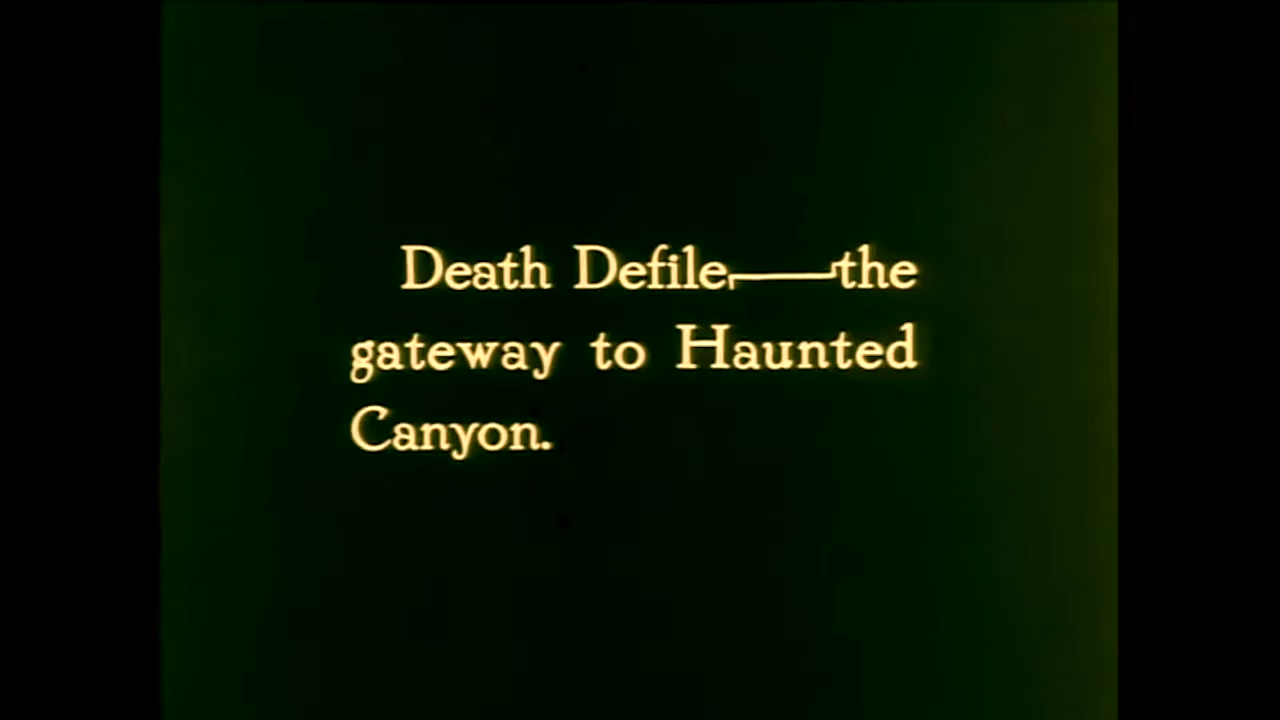 Death Defile,——the
gateway to Haunted
Canyon.